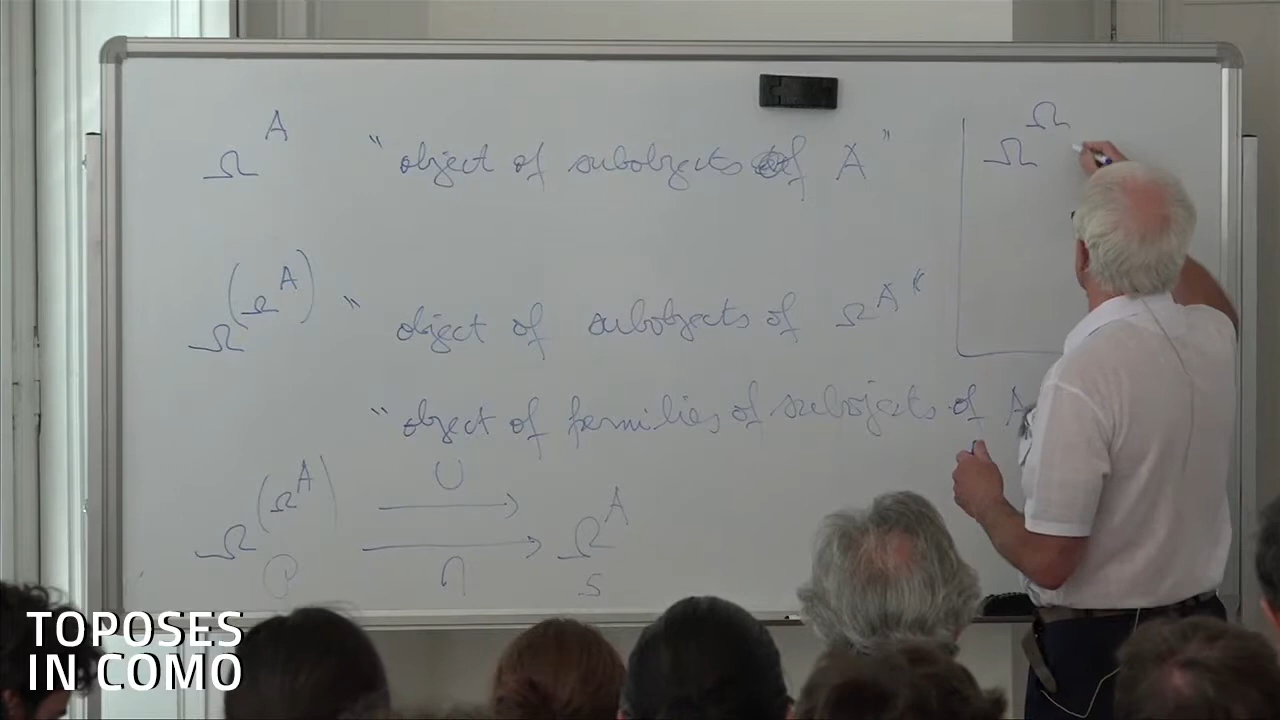 Ω^A " object of subobjects of A "
Ω^Ω
Ω^(Ω^A) " object of subobjects of Ω^A "
" object of families of subobjects of A
Ω^(Ω^A) ⟶ ∪
⟶ ∩ Ω^A
P S
TOPOSES
IN COMO